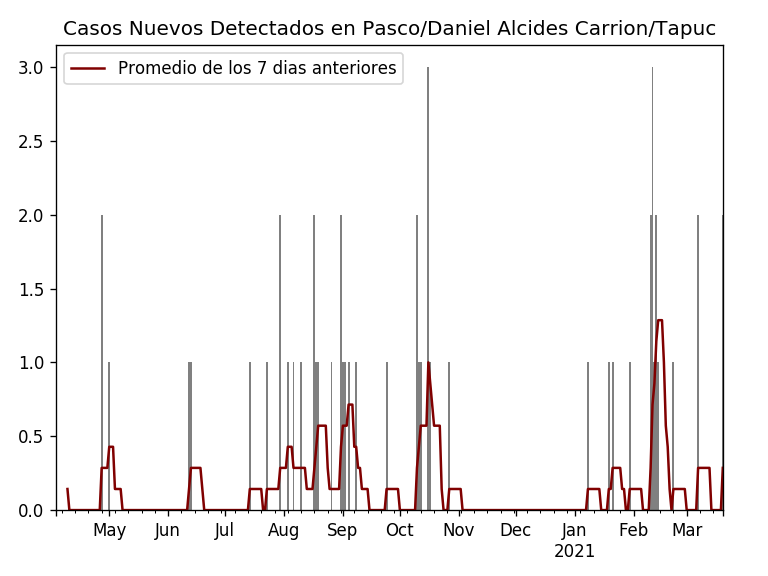 Casos Nuevos Detectados en Pasco/Daniel Alcides Carrion/Tapuc
Promedio de los 7 dias anteriores
3.0
2.5
2.0
1.5
1.0
0.5
0.0
May Jun Jul Aug Sep Oct Nov Dec Jan Feb Mar
2021